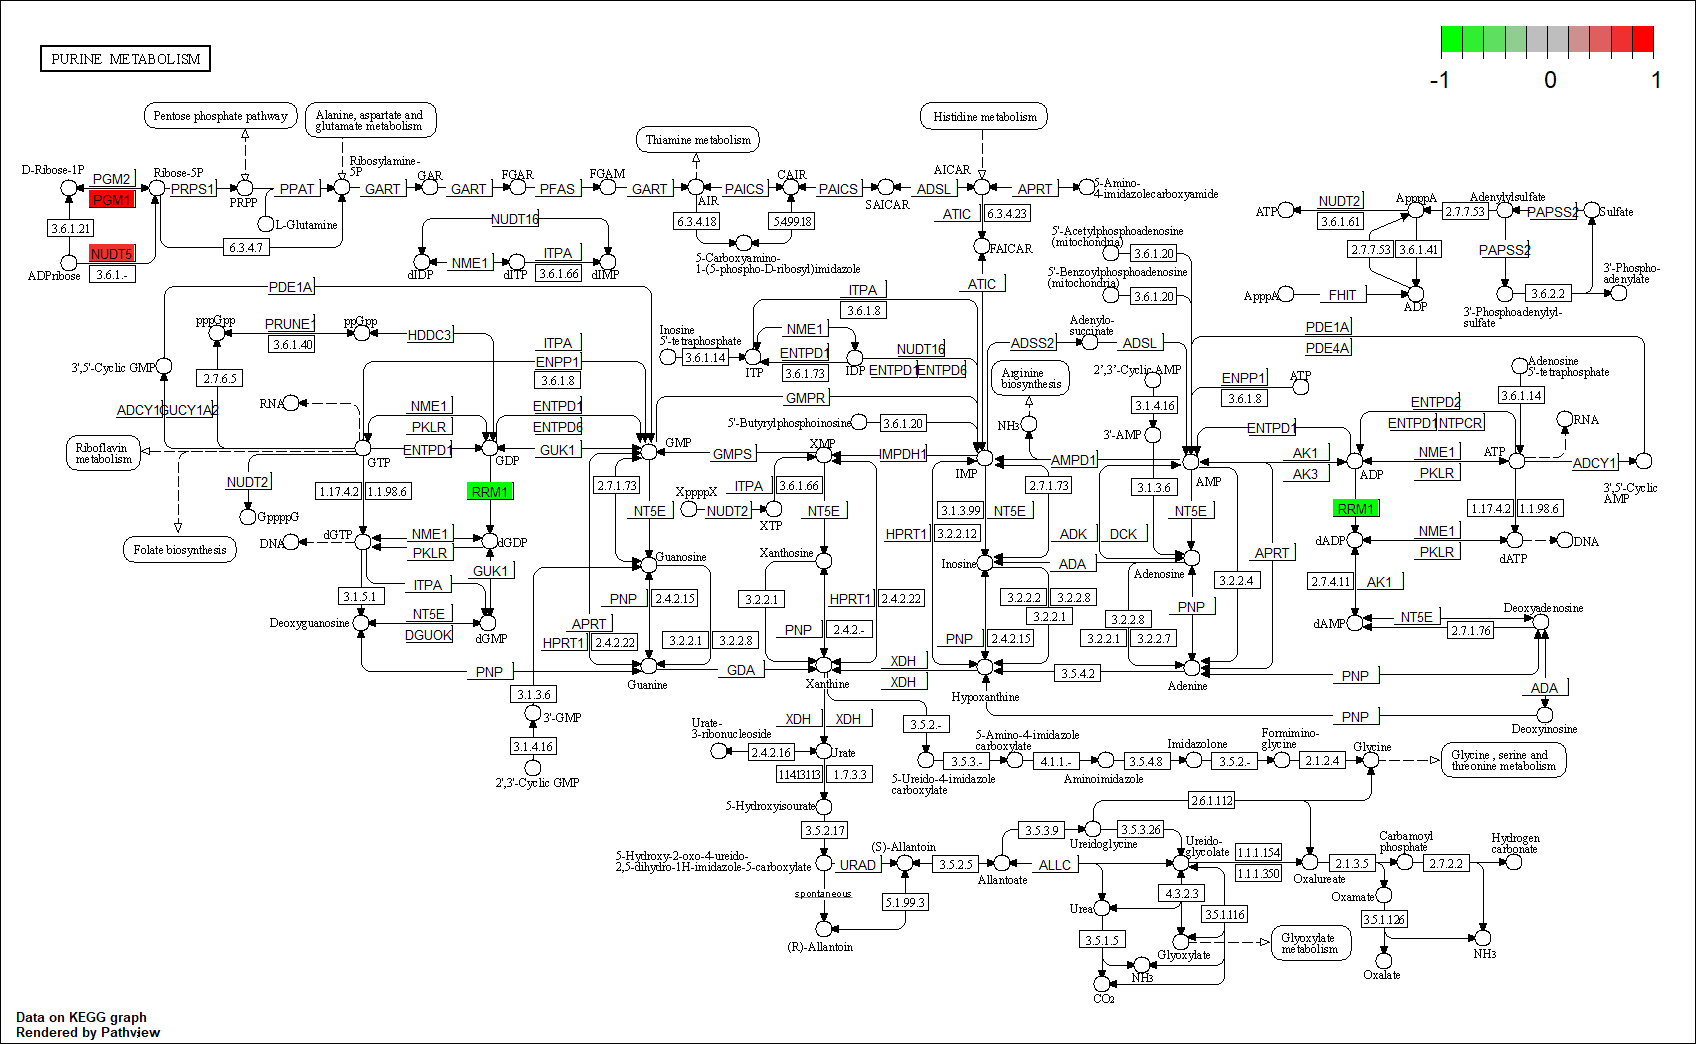 PURINE METABOLISM
-1
0
1
Pentose phosphate pathway
Alanine, aspartate and
glutamate metabolism
Thiamine metabolism
Histidine metabolism
D-Ribose-1P
PGM2
PGM1
Ribose-5P
PRPS1
PRPP
PPAT
Ribosylamine-
5P
GART
GAR
GART
FGAR
PFAS
FGAM
GART
AIR
PAICS
CAIR
PAICS
SAICAR
ADSL
AICAR
APRT
5-Amino-
4-imidazolecarboxyamide
L-Glutamine
3.6.1.21
NUDT5
3.6.1.-
ADPribose
6.3.4.7
NUDT16
dIDP
NME1
dITP
ITPA
3.6.1.66
dIMP
6.3.4.18
5.4.99.18
5-Carboxyamino-
1-(5-phospho-D-ribosyl)imidazole
ATIC
6.3.4.23
FAICAR
ATIC
5'-Acetylphosphoadenosine
(mitochondria)
3.6.1.20
5'-Benzoylphosphoadenosine
(mitochondria)
3.6.1.20
ATP
NUDT2
3.6.1.61
AppppA
2.7.7.53
Adenylylsulfate
PAPSS2
Sulfate
2.7.7.53
3.6.1.41
PAPSS2
ApppA
FHIT
ADP
3.6.2.2
3'-Phospho-
adenylate
3'-Phosphoadenylyl-
sulfate
PDE1A
pppGpp
PRUNE1
3.6.1.40
ppGpp
HDDC3
3',5'-Cyclic GMP
2.7.6.5
ITPA
ENPP1
3.6.1.8
ITPA
3.6.1.8
Inosine
5'-tetraphosphate
3.6.1.14
ITP
NME1
ENTPD1
3.6.1.73
IDP
NUDT16
ENTPD1
ENTPD6
ADSS2
Adenylo-
succinate
ADSL
PDE1A
PDE4A
Arginine
biosynthesis
2',3'-Cyclic AMP
3.1.4.16
3'-AMP
NH3
ENPP1
3.6.1.8
ATP
Adenosine
5'-tetraphosphate
3.6.1.14
ADCY1
GUCY1A2
RNA
NME1
PKLR
ENTPD1
ENTPD1
ENTPD6
GUK1
GMPR
5'-Butyrylphosphoinosine
3.6.1.20
ENTPD1
ENTPD2
ENTPD1
NTPCR
RNA
Riboflavin
metabolism
GTP
GDP
GMP
GMPS
XMP
IMPDH1
IMP
AMPD1
AMP
AK1
AK3
ADP
NME1
PKLR
ATP
ADCY1
3',5'-Cyclic
AMP
NUDT2
GppppG
1.17.4.2
1.1.98.6
RRM1
2.7.1.73
NT5E
XppppX
ITPA
NUDT2
3.6.1.66
XTP
NT5E
3.1.3.99
NT5E
HPRT1
3.2.2.12
2.7.1.73
3.1.3.6
NT5E
RRM1
1.17.4.2
1.1.98.6
Folate biosynthesis
DNA
dGTP
NME1
PKLR
dGDP
ITPA
GUK1
Guanosine
Xanthosine
Inosine
ADK
DCK
ADA
Adenosine
APRT
dADP
NME1
PKLR
dATP
DNA
3.1.5.1
Deoxyguanosine
NT5E
DGUOK
dGMP
PNP
2.4.2.15
APRT
HPRT1
2.4.2.22
3.2.2.1
3.2.2.8
3.2.2.1
HPRT1
2.4.2.22
PNP
2.4.2.-
3.2.2.2
3.2.2.8
3.2.2.1
PNP
2.4.2.15
3.2.2.4
PNP
3.2.2.8
3.2.2.1
3.2.2.7
2.7.4.11
AK1
dAMP
NT5E
2.7.1.76
Deoxyadenosine
PNP
Guanine
GDA
Xanthine
XDH
XDH
Hypoxanthine
3.5.4.2
Adenine
PNP
ADA
PNP
Deoxyinosine
3.1.3.6
3'-GMP
3.1.4.16
2',3'-Cyclic GMP
Urate-
3-ribonucleoside
XDH
XDH
2.4.2.16
Urate
11413113
1.7.3.3
3.5.2.-
5-Ureido-4-imidazole
carboxylate
3.5.3.-
5-Amino-4-imidazole
carboxylate
4.1.1.-
Aminoimidazole
3.5.4.8
Imidazolone
3.5.2.-
Formimino-
glycine
2.1.2.4
Glycine
Glycine , serine and
threonine metabolism
5-Hydroxyisourate
3.5.2.17
5-Hydroxy-2-oxo-4-ureido-
2,5-dihydro-1H-imidazole-5-carboxylate
URAD
(S)-Allantoin
3.5.2.5
Allantoate
ALLC
3.5.3.9
Ureidoglycine
3.5.3.26
2.6.1.112
Ureido-
glycolate
1.1.1.154
1.1.1.350
Oxalureate
2.1.3.5
Carbamoyl
phosphate
2.7.2.2
Hydrogen
carbonate
spontaneous
5.1.99.3
(R)-Allantoin
Urea
4.3.2.3
3.5.1.116
3.5.1.5
Glyoxylate
Glyoxylate
metabolism
NH3
CO2
Oxamate
3.5.1.126
Oxalate
NH3
Data on KEGG graph
Rendered by Pathview